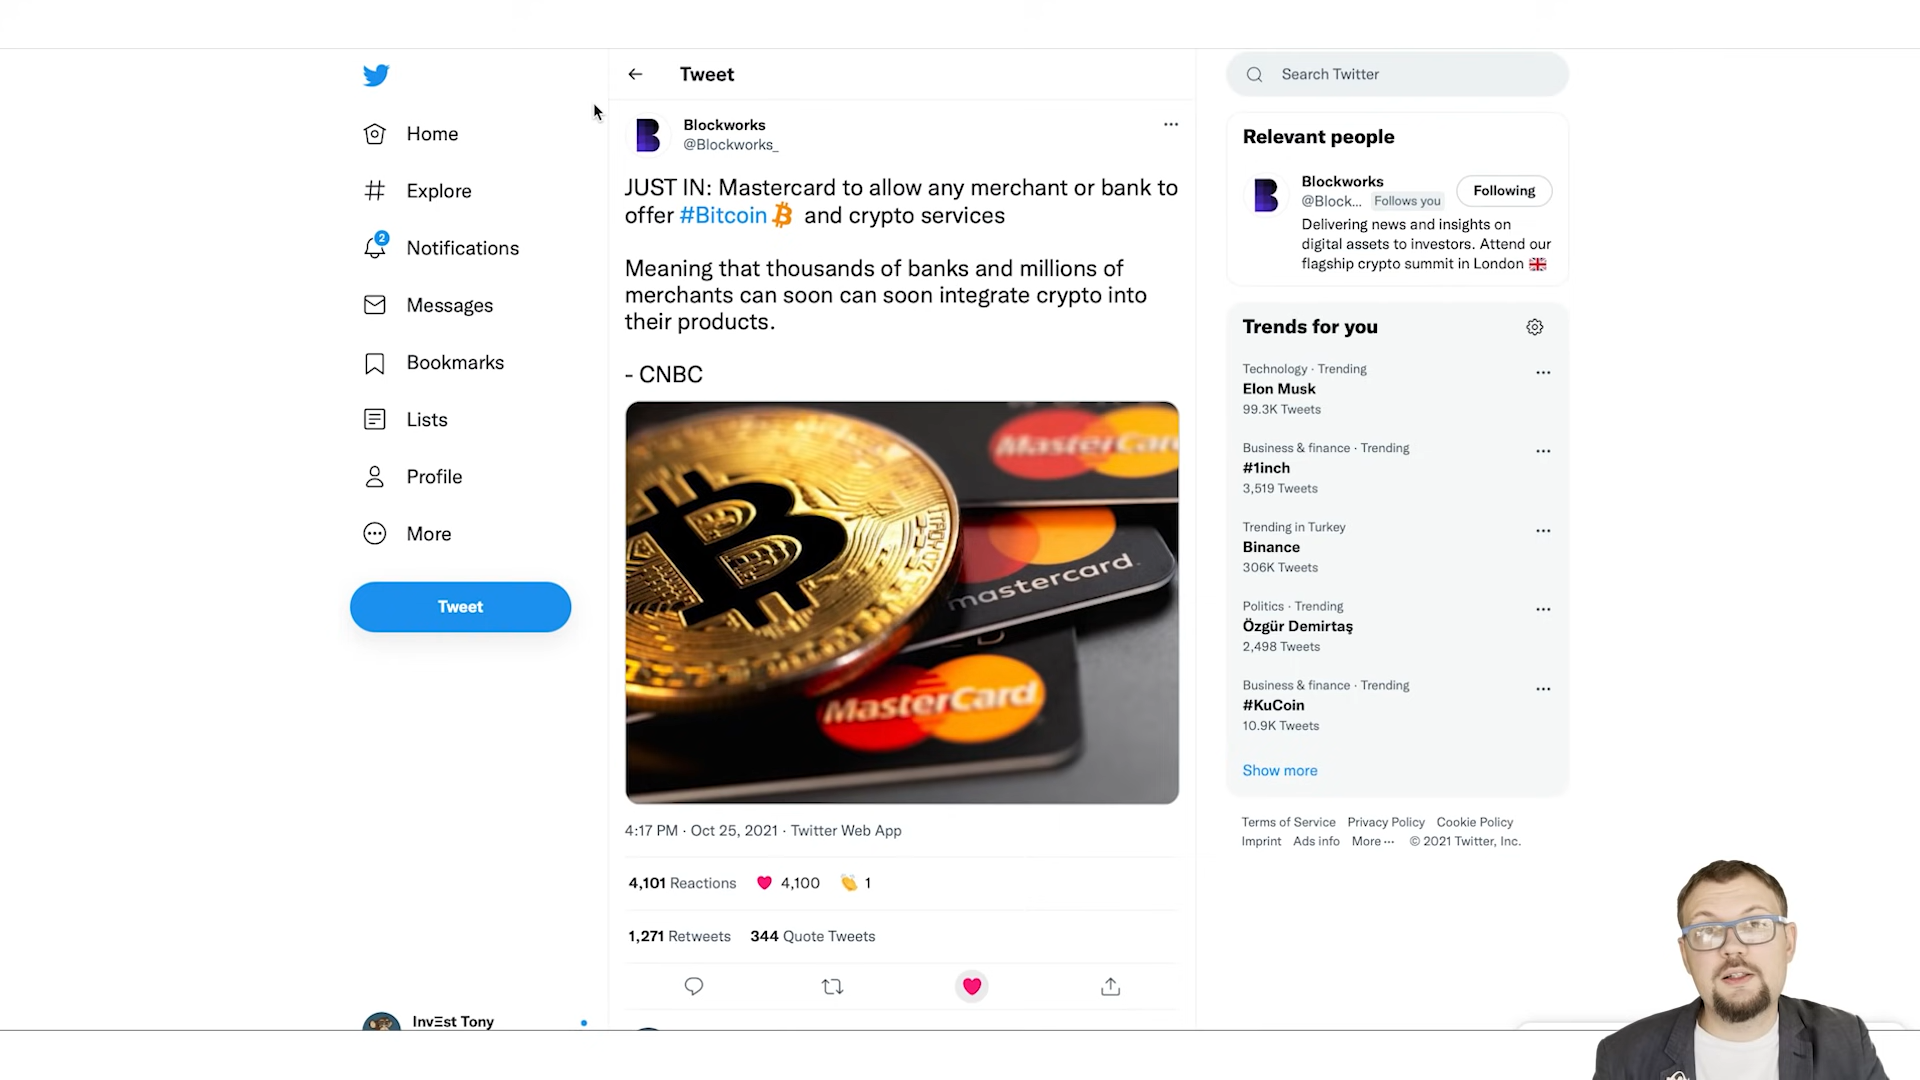 Home
Explore
2
Notifications
Messages
Bookmarks
Lists
Profile
More
Tweet
InvΞst Tony
Tweet
Blockworks
@Blockworks_
JUST IN: Mastercard to allow any merchant or bank to
offer #Bitcoin and crypto services
Meaning that thousands of banks and millions of
merchants can soon can soon integrate crypto into
their products.
- CNBC
MasterCard
mastercard.
MasterCard
4:17 PM · Oct 25, 2021 · Twitter Web App
4,101 Reactions 4,100 1
1,271 Retweets 344 Quote Tweets
Search Twitter
Relevant people
Blockworks
@Block... Follows you
Following
Delivering news and insights on
digital assets to investors. Attend our
flagship crypto summit in London
Trends for you
Technology · Trending
Elon Musk
99.3K Tweets
Business & finance · Trending
#1inch
3,519 Tweets
Trending in Turkey
Binance
306K Tweets
Politics · Trending
Özgür Demirtaş
2,498 Tweets
Business & finance · Trending
#KuCoin
10.9K Tweets
Show more
Terms of Service Privacy Policy Cookie Policy
Imprint Ads info More ··· © 2021 Twitter, Inc.